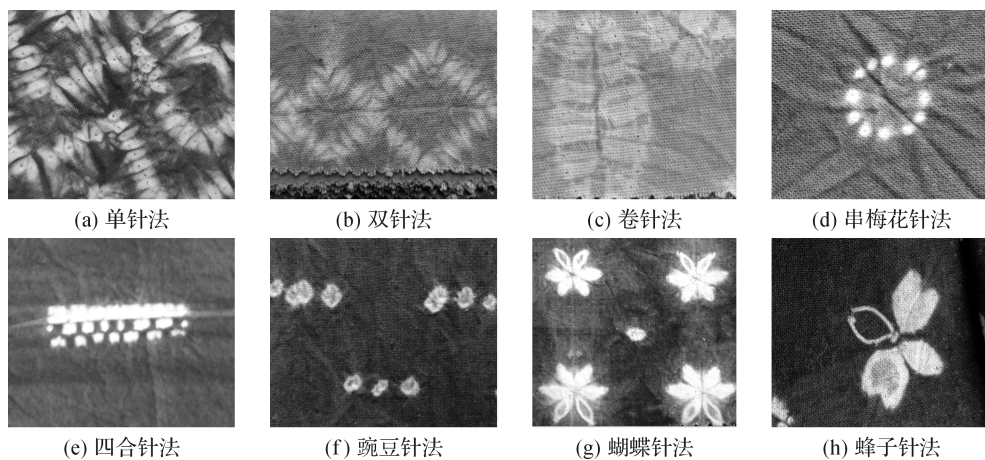 (a) 单针法
(b) 双针法
(c) 卷针法
(d) 串梅花针法
(e) 四合针法
(f) 豌豆针法
(g) 蝴蝶针法
(h) 蜂子针法